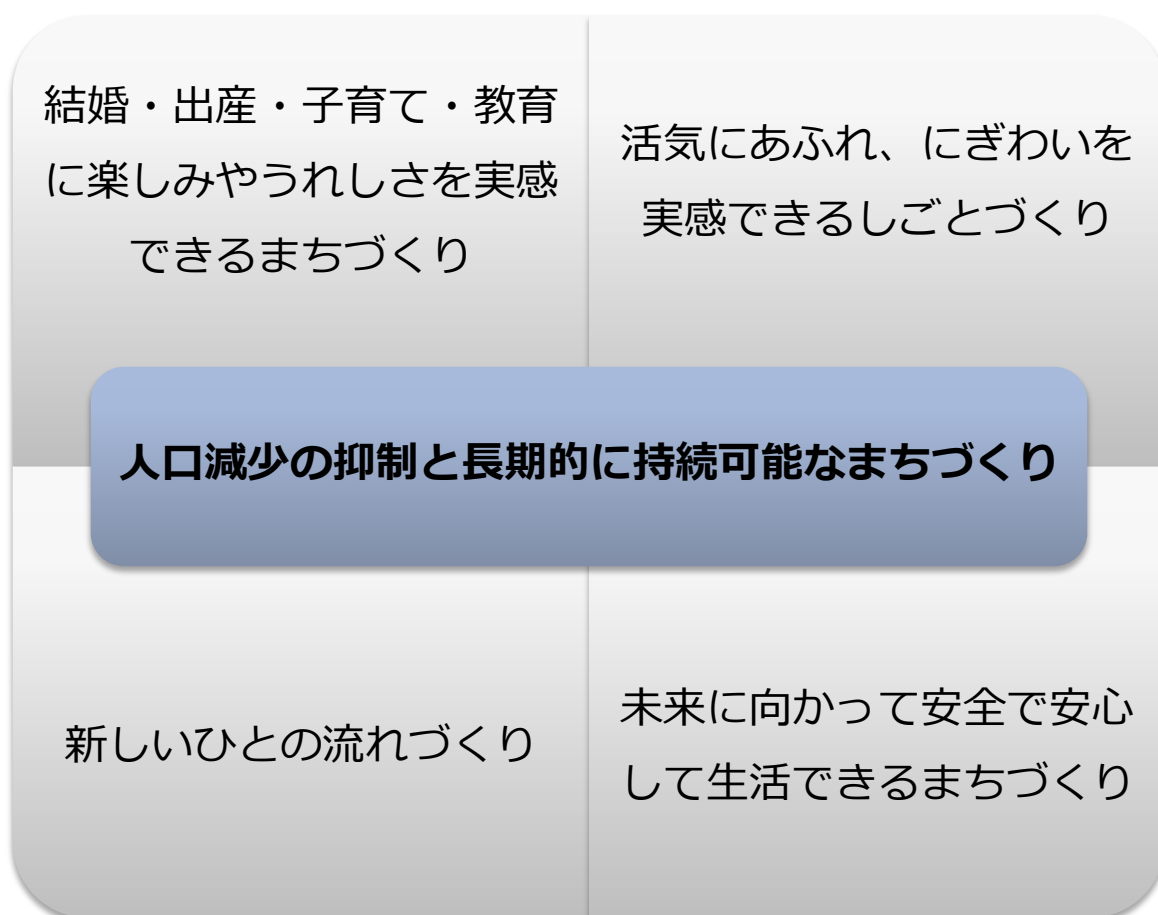 結婚・出産・子育て・教育
に楽しみやうれしさを実感
できるまちづくり
活気にあふれ、にぎわいを
実感できるしごとづくり
人口減少の抑制と長期的に持続可能なまちづくり
新しいひとの流れづくり
未来に向かって安全で安心
して生活できるまちづくり